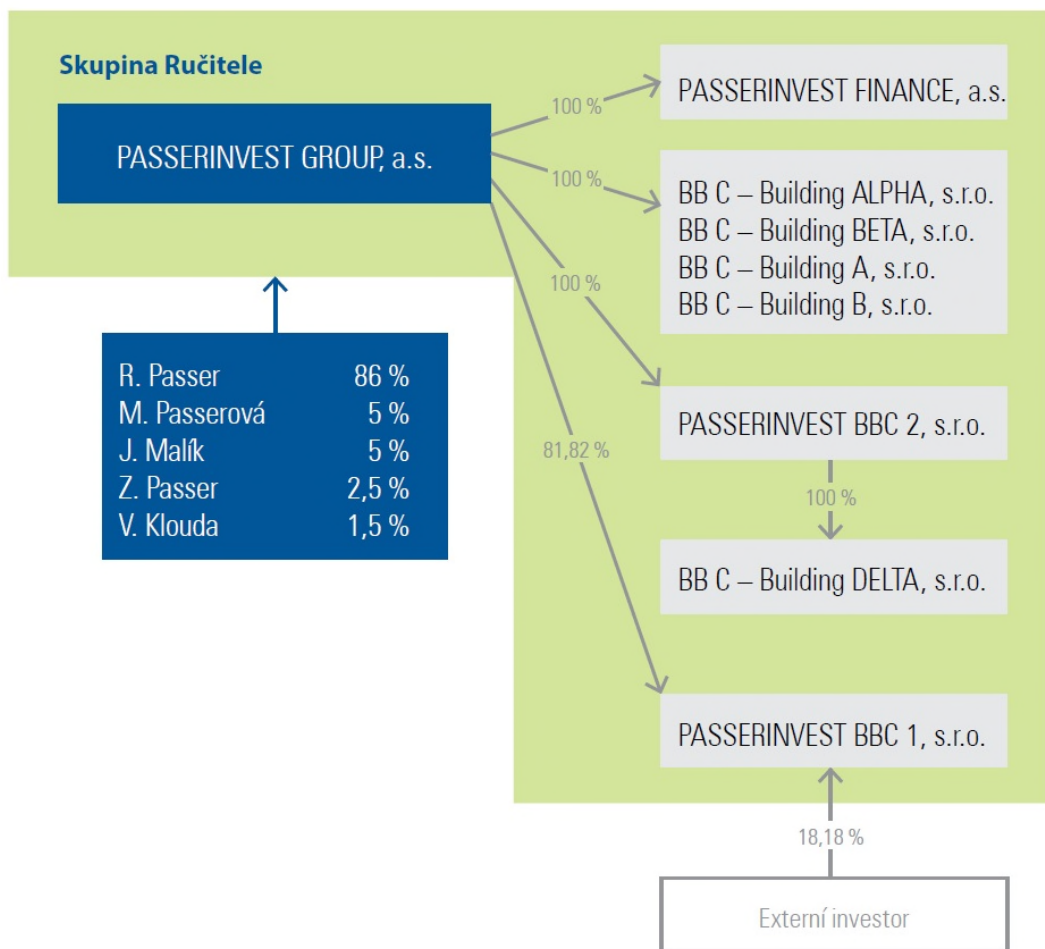 Skupina Ručitele
PASSERINVEST GROUP, a.s.
100 %
PASSERINVEST FINANCE, a.s.
100 %
BB C – Building ALPHA, s.r.o.
BB C – Building BETA, s.r.o.
BB C – Building A, s.r.o.
BB C – Building B, s.r.o.
100 %
R. Passer 86 %
M. Passerová 5 %
J. Malík 5 %
Z. Passer 2,5 %
V. Klouda 1,5 %
PASSERINVEST BBC 2, s.r.o.
81,82 %
100 %
BB C – Building DELTA, s.r.o.
PASSERINVEST BBC 1, s.r.o.
18,18 %
Externí investor